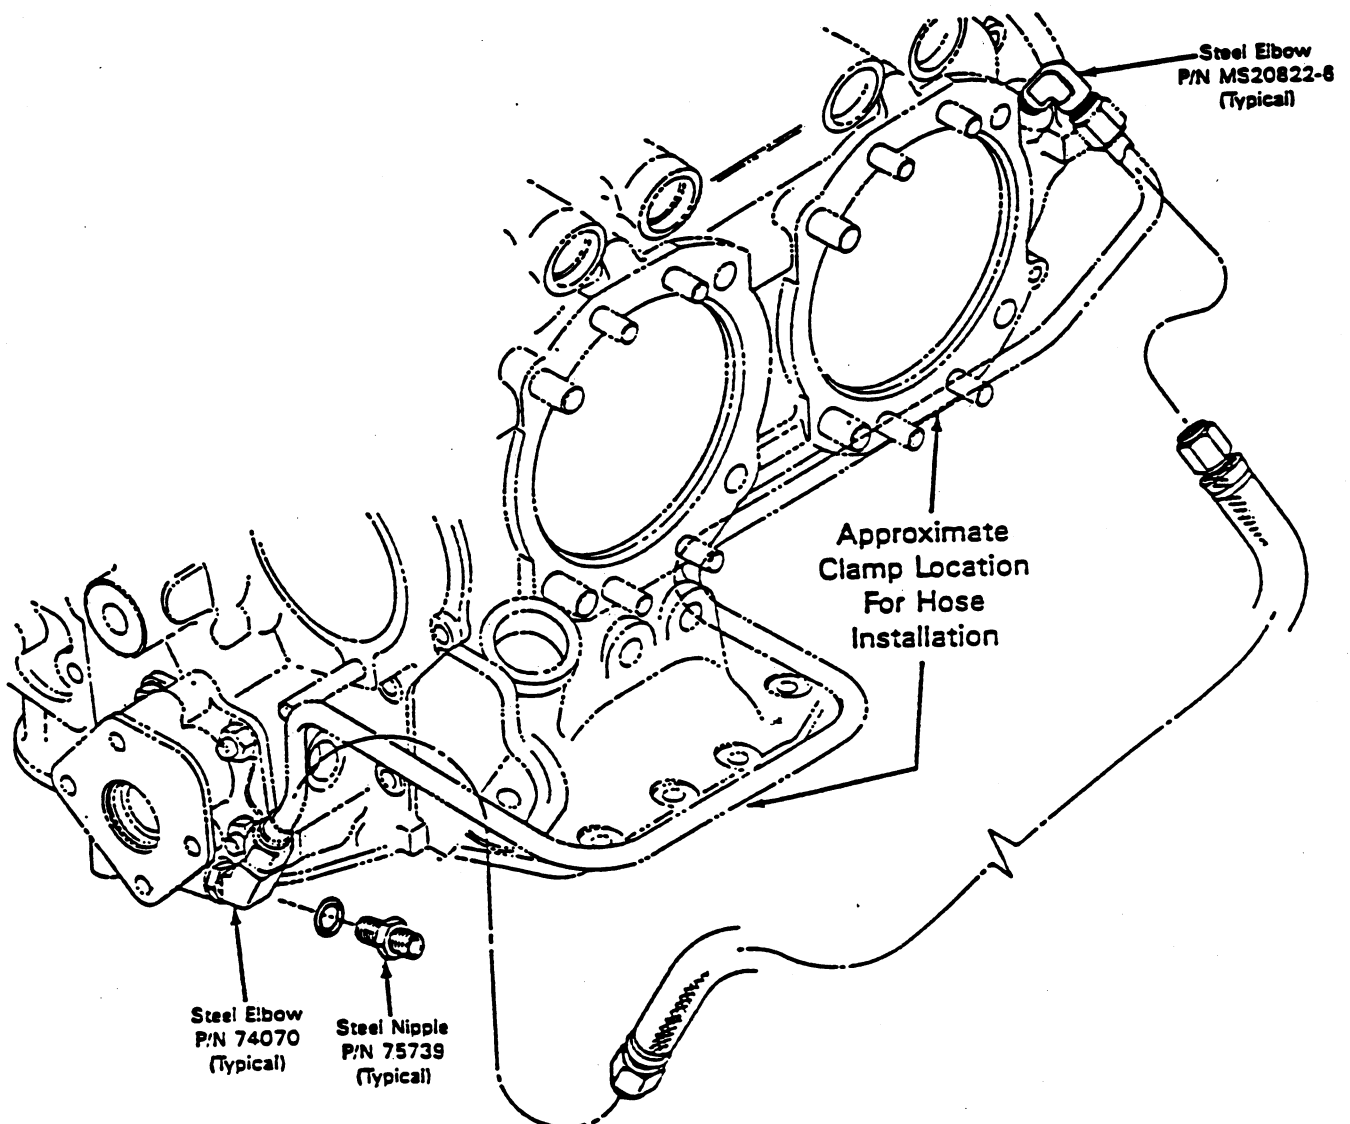 Steel Elbow
P/N MS20822-6
(Typical)
Approximate
Clamp Location
For Hose
Installation
Steel Elbow
P/N 74070
(Typical)
Steel Nipple
P/N 75739
(Typical)